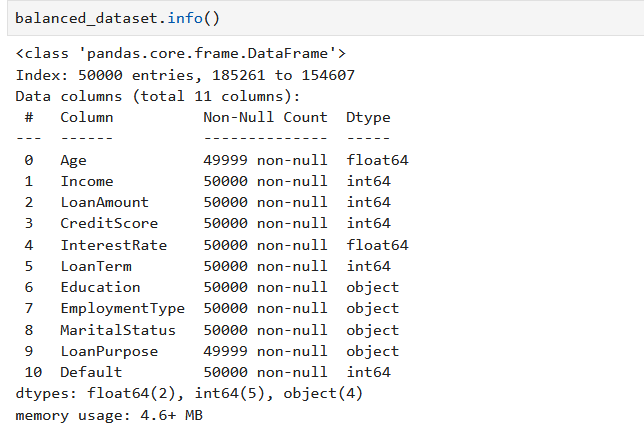 balanced_dataset.info()
<class 'pandas.core.frame.DataFrame'>
Index: 50000 entries, 185261 to 154607
Data columns (total 11 columns):
 #   Column          Non-Null Count  Dtype
---  ------          --------------  -----
 0   Age             49999 non-null  float64
 1   Income          50000 non-null  int64
 2   LoanAmount      50000 non-null  int64
 3   CreditScore     50000 non-null  int64
 4   InterestRate    50000 non-null  float64
 5   LoanTerm        50000 non-null  int64
 6   Education       50000 non-null  object
 7   EmploymentType  50000 non-null  object
 8   MaritalStatus   50000 non-null  object
 9   LoanPurpose     49999 non-null  object
 10  Default         50000 non-null  int64
dtypes: float64(2), int64(5), object(4)
memory usage: 4.6+ MB